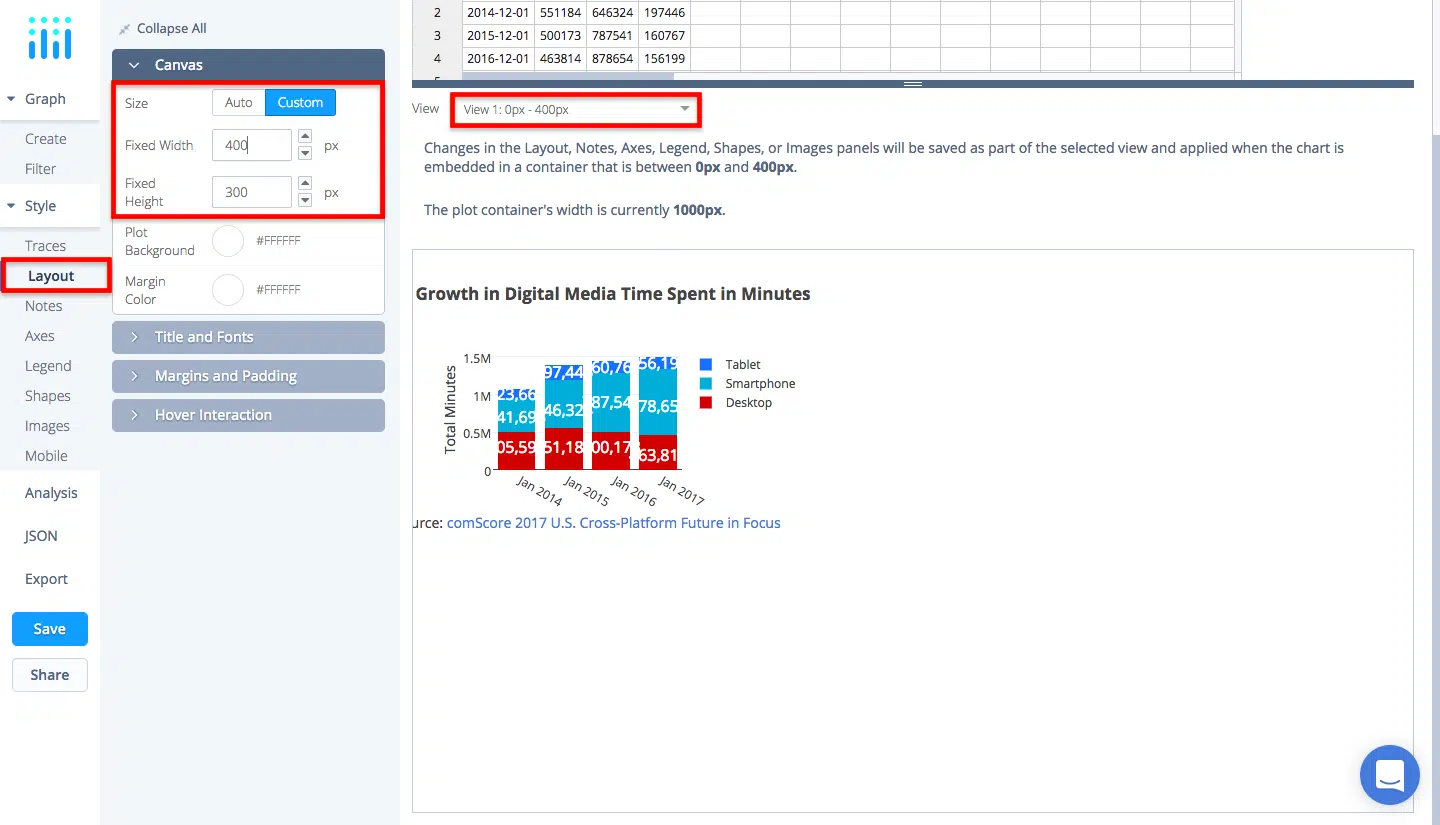 Collapse All
Canvas
Size Auto Custom
Fixed Width 400 px
Fixed Height 300 px
Plot Background #FFFFFF
Margin Color #FFFFFF
Title and Fonts
Margins and Padding
Hover Interaction
Graph
Create
Filter
Style
Traces
Layout
Notes
Axes
Legend
Shapes
Images
Mobile
Analysis
JSON
Export
Save
Share
2 2014-12-01 551184 646324 197446
3 2015-12-01 500173 787541 160767
4 2016-12-01 463814 878654 156199
View View 1: 0px - 400px
Changes in the Layout, Notes, Axes, Legend, Shapes, or Images panels will be saved as part of the selected view and applied when the chart is
embedded in a container that is between 0px and 400px.
The plot container's width is currently 1000px.
Growth in Digital Media Time Spent in Minutes
Total Minutes
1.5M
1M
0.5M
0
23,66 97,44 60,76 56,19
41,69 46,32 87,54 78,65
05,59 51,18 00,17 63,81
Jan 2014 Jan 2015 Jan 2016 Jan 2017
Tablet
Smartphone
Desktop
urce: comScore 2017 U.S. Cross-Platform Future in Focus